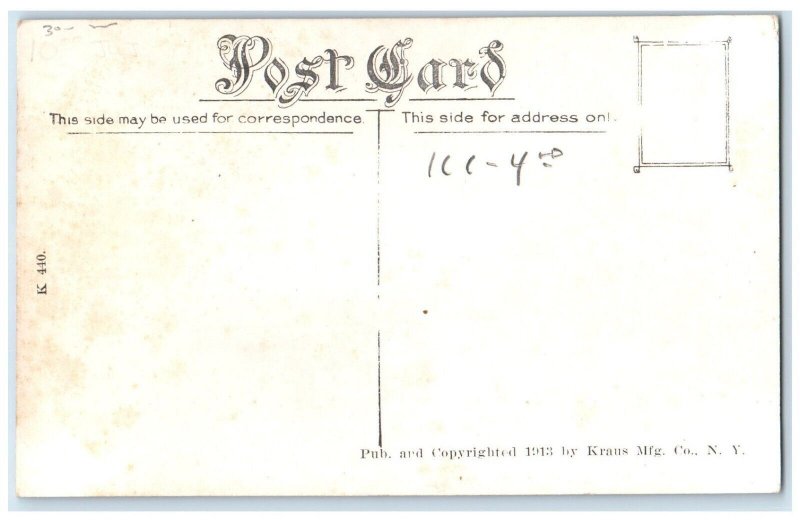 30-
Post Card
This side may be used for correspondence.
This side for address onl.
K 440.
Pub. and Copyrighted 1913 by Kraus Mfg. Co., N. Y.